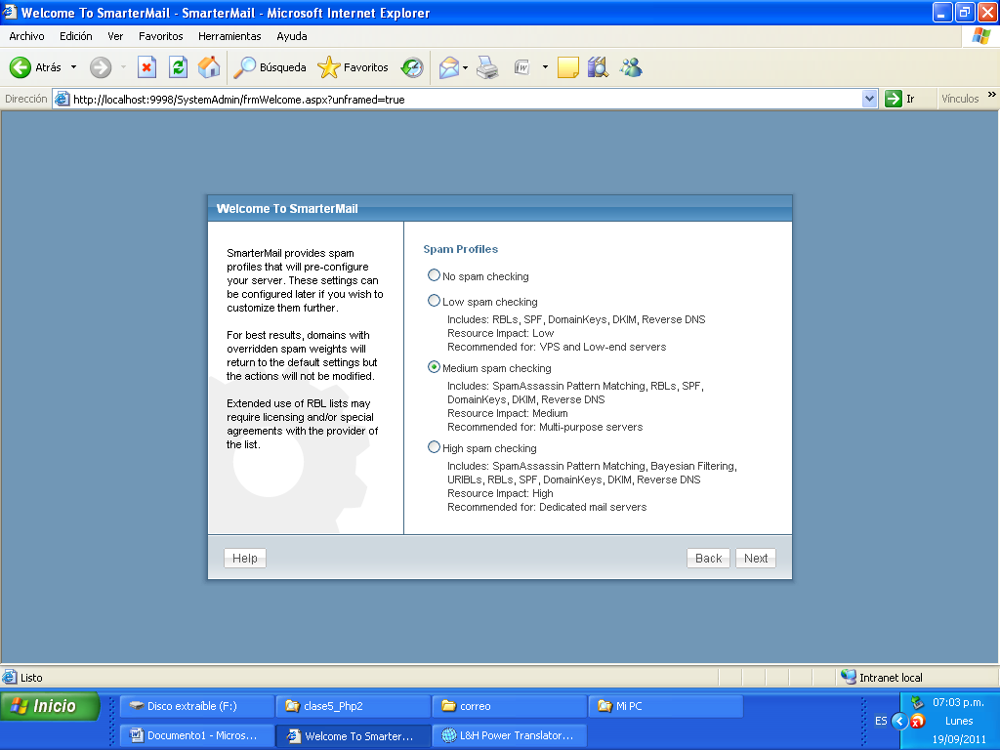 Welcome To SmarterMail - SmarterMail - Microsoft Internet Explorer
Archivo Edición Ver Favoritos Herramientas Ayuda
Atrás Búsqueda Favoritos
Dirección http://localhost:9998/SystemAdmin/frmWelcome.aspx?unframed=true Ir Vínculos »
Welcome To SmarterMail
SmarterMail provides spam
profiles that will pre-configure
your server. These settings can
be configured later if you wish to
customize them further.
For best results, domains with
overridden spam weights will
return to the default settings but
the actions will not be modified.
Extended use of RBL lists may
require licensing and/or special
agreements with the provider of
the list.
Spam Profiles
No spam checking
Low spam checking
Includes: RBLs, SPF, DomainKeys, DKIM, Reverse DNS
Resource Impact: Low
Recommended for: VPS and Low-end servers
Medium spam checking
Includes: SpamAssassin Pattern Matching, RBLs, SPF,
DomainKeys, DKIM, Reverse DNS
Resource Impact: Medium
Recommended for: Multi-purpose servers
High spam checking
Includes: SpamAssassin Pattern Matching, Bayesian Filtering,
URIBLs, RBLs, SPF, DomainKeys, DKIM, Reverse DNS
Resource Impact: High
Recommended for: Dedicated mail servers
Help Back Next
Listo Intranet local
Inicio
Disco extraíble (F:) clase5_Php2 correo Mi PC
Documento1 - Micros... Welcome To Smarter... L&H Power Translator...
ES
07:03 p.m.
Lunes
19/09/2011